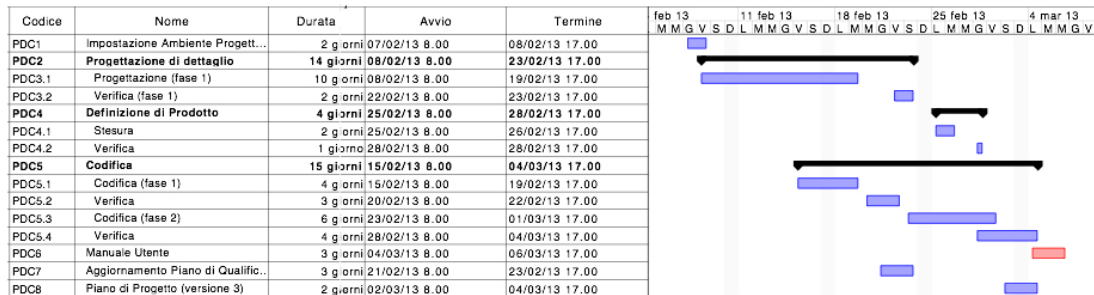 Codice Nome Durata Avvio Termine feb 13 11 feb 13 18 feb 13 25 feb 13 4 mar 13
M M G V S D L M M G V S D L M M G V S D L M M G V S D L M M G V
PDC1 Impostazione Ambiente Progett... 2 giorni 07/02/13 8.00 08/02/13 17.00
PDC2 Progettazione di dettaglio 14 giorni 08/02/13 8.00 23/02/13 17.00
PDC3.1 Progettazione (fase 1) 10 giorni 08/02/13 8.00 19/02/13 17.00
PDC3.2 Verifica (fase 1) 2 giorni 22/02/13 8.00 23/02/13 17.00
PDC4 Definizione di Prodotto 4 giorni 25/02/13 8.00 28/02/13 17.00
PDC4.1 Stesura 2 giorni 25/02/13 8.00 26/02/13 17.00
PDC4.2 Verifica 1 giorno 28/02/13 8.00 28/02/13 17.00
PDC5 Codifica 15 giorni 15/02/13 8.00 04/03/13 17.00
PDC5.1 Codifica (fase 1) 4 giorni 15/02/13 8.00 19/02/13 17.00
PDC5.2 Verifica 3 giorni 20/02/13 8.00 22/02/13 17.00
PDC5.3 Codifica (fase 2) 6 giorni 23/02/13 8.00 01/03/13 17.00
PDC5.4 Verifica 4 giorni 28/02/13 8.00 04/03/13 17.00
PDC6 Manuale Utente 3 giorni 04/03/13 8.00 06/03/13 17.00
PDC7 Aggiornamento Piano di Qualific... 3 giorni 21/02/13 8.00 23/02/13 17.00
PDC8 Piano di Progetto (versione 3) 2 giorni 02/03/13 8.00 04/03/13 17.00